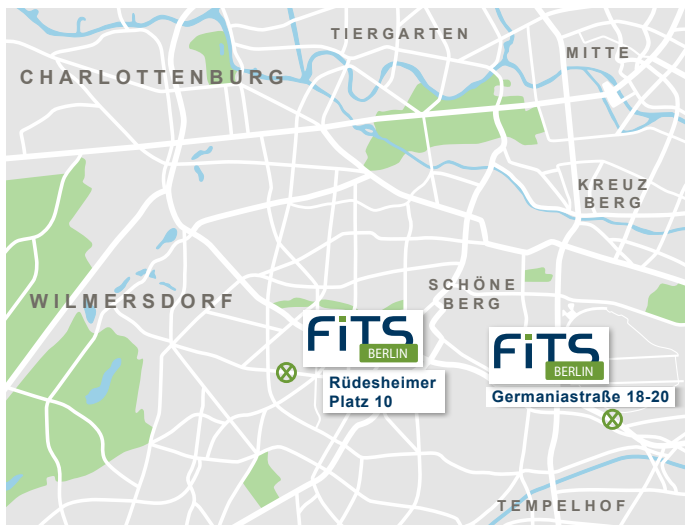 TIERGARTEN
MITTE
CHARLOTTENBURG
KREUZ
BERG
SCHÖNE
BERG
WILMERSDORF
FiTS
BERLIN
Rüdesheimer
Platz 10
FiTS
BERLIN
Germaniastraße 18-20
TEMPELHOF